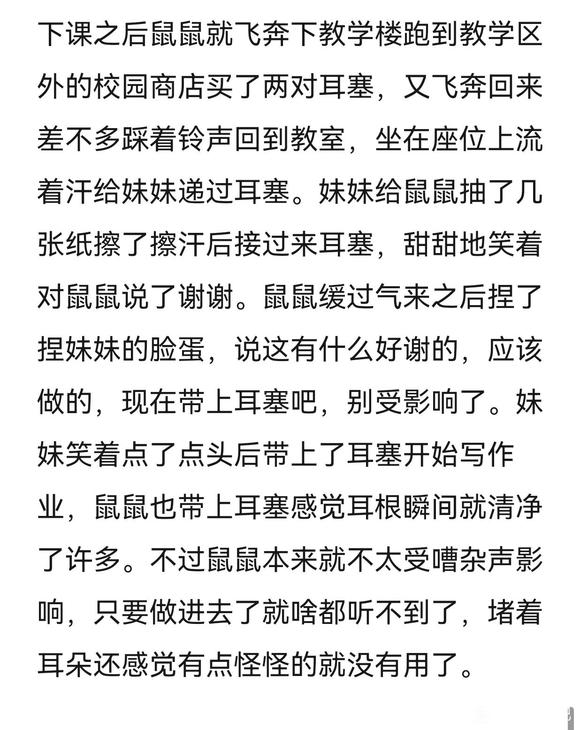 下课之后鼠鼠就飞奔下教学楼跑到教学区
外的校园商店买了两对耳塞，又飞奔回来
差不多踩着铃声回到教室，坐在座位上流
着汗给妹妹递过耳塞。妹妹给鼠鼠抽了几
张纸擦了擦汗后接过来耳塞，甜甜地笑着
对鼠鼠说了谢谢。鼠鼠缓过气来之后捏了
捏妹妹的脸蛋，说这有什么好谢的，应该
做的，现在带上耳塞吧，别受影响了。妹
妹笑着点了点头后带上了耳塞开始写作
业，鼠鼠也带上耳塞感觉耳根瞬间就清净
了许多。不过鼠鼠本来就不太受嘈杂声影
响，只要做进去了就啥都听不到了，堵着
耳朵还感觉有点怪怪的就没有用了。